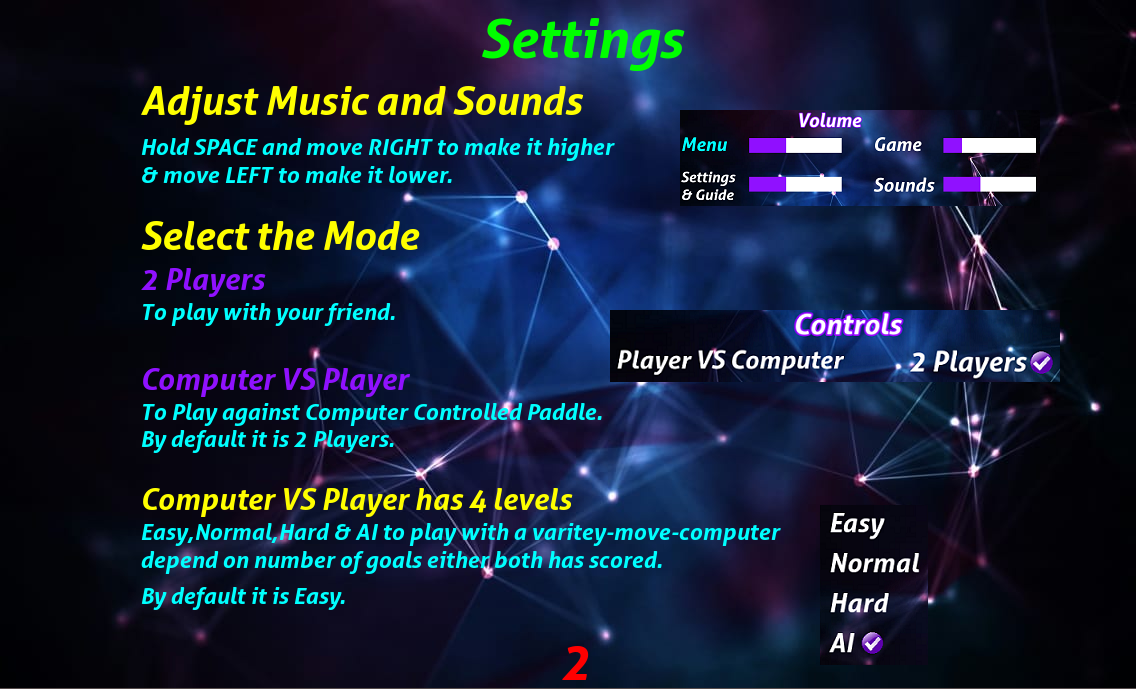 Settings
Adjust Music and Sounds
Hold SPACE and move RIGHT to make it higher
& move LEFT to make it lower.
Volume
Menu
Game
Settings
& Guide
Sounds
Select the Mode
2 Players
To play with your friend.
Controls
Player VS Computer
2 Players
Computer VS Player
To Play against Computer Controlled Paddle.
By default it is 2 Players.
Computer VS Player has 4 levels
Easy,Normal,Hard & AI to play with a varitey-move-computer
depend on number of goals either both has scored.
By default it is Easy.
Easy
Normal
Hard
AI
2